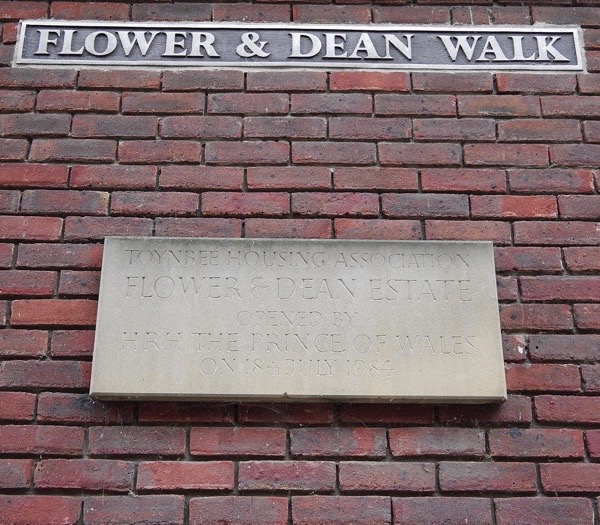 FLOWER & DEAN WALK
TOYNBEE HOUSING ASSOCIATION
FLOWER & DEAN ESTATE
OPENED BY
H.R.H. THE PRINCE OF WALES
ON 18th JULY 1984